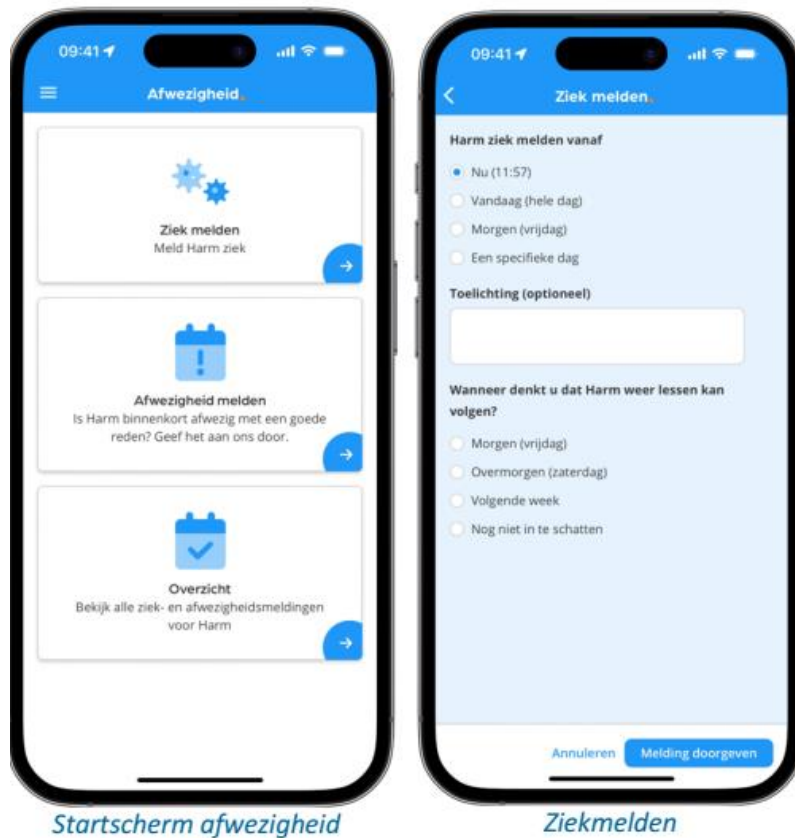 09:41
Afwezigheid.
Ziek melden
Meld Harm ziek
Afwezigheid melden
Is Harm binnenkort afwezig met een goede
reden? Geef het aan ons door.
Overzicht
Bekijk alle ziek- en afwezigheidsmeldingen
voor Harm
Startscherm afwezigheid
09:41
Ziek melden.
Harm ziek melden vanaf
Nu (11:57)
Vandaag (hele dag)
Morgen (vrijdag)
Een specifieke dag
Toelichting (optioneel)
Wanneer denkt u dat Harm weer lessen kan
volgen?
Morgen (vrijdag)
Overmorgen (zaterdag)
Volgende week
Nog niet in te schatten
Annuleren
Melding doorgeven
Ziekmelden